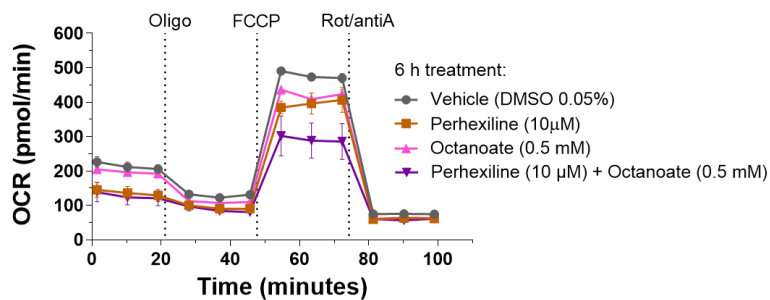 Oligo FCCP Rot/antiA
600
500
400
300
200
100
0
OCR (pmol/min)
0 20 40 60 80 100
Time (minutes)
6 h treatment:
Vehicle (DMSO 0.05%)
Perhexiline (10μM)
Octanoate (0.5 mM)
Perhexiline (10 μM) + Octanoate (0.5 mM)